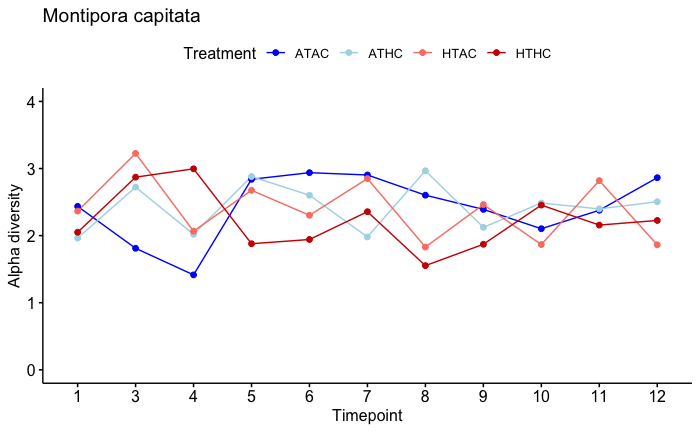 Montipora capitata
Treatment ATAC ATHC HTAC HTHC
4
3
2
1
0
Alpha diversity
1 3 4 5 6 7 8 9 10 11 12
Timepoint